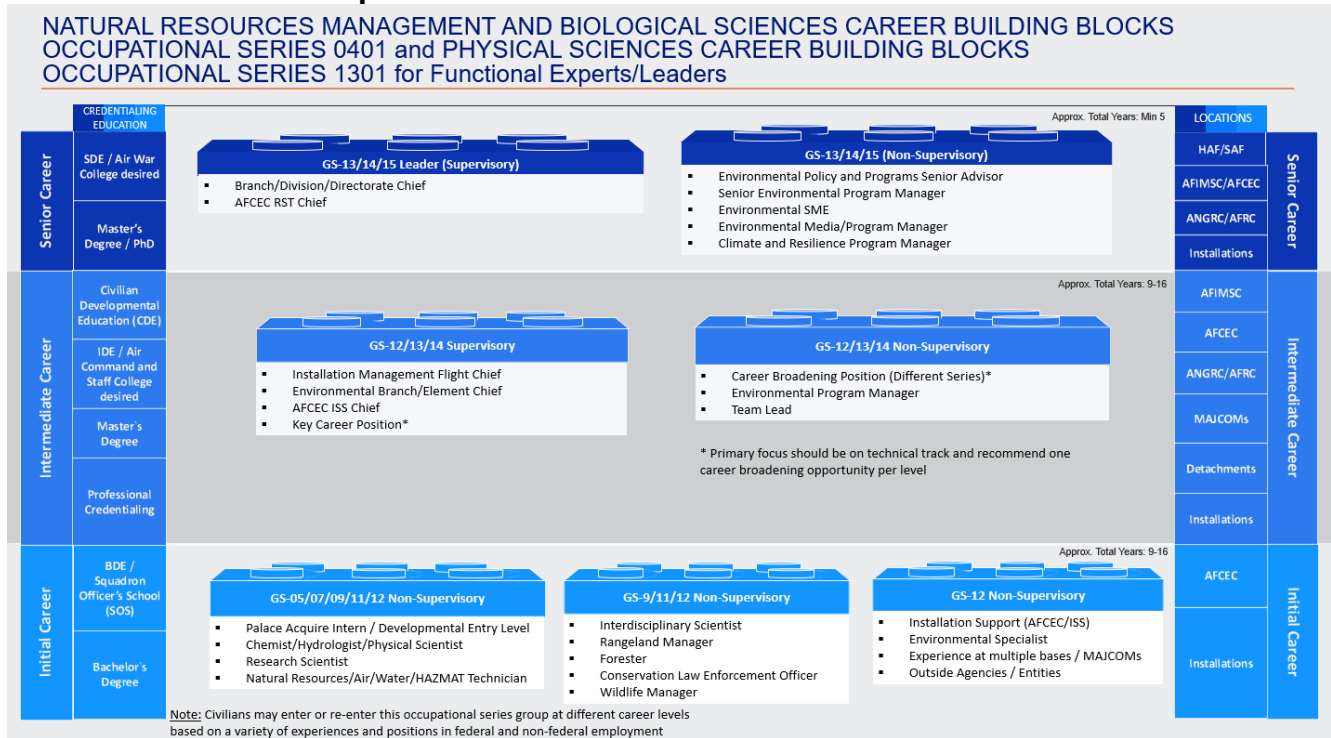 NATURAL RESOURCES MANAGEMENT AND BIOLOGICAL SCIENCES CAREER BUILDING BLOCKS
OCCUPATIONAL SERIES 0401 and PHYSICAL SCIENCES CAREER BUILDING BLOCKS
OCCUPATIONAL SERIES 1301 for Functional Experts/Leaders
CREDENTIALING
EDUCATION
Approx. Total Years: Min 5
LOCATIONS
Senior Career
SDE / Air War
College desired
Master's
Degree / PhD
GS-13/14/15 Leader (Supervisory)
▪ Branch/Division/Directorate Chief
▪ AFCEC RST Chief
GS-13/14/15 (Non-Supervisory)
▪ Environmental Policy and Programs Senior Advisor
▪ Senior Environmental Program Manager
▪ Environmental SME
▪ Environmental Media/Program Manager
▪ Climate and Resilience Program Manager
HAF/SAF
AFIMSC/AFCEC
ANGRC/AFRC
Installations
Senior Career
Intermediate Career
Civilian
Developmental
Education (CDE)
IDE / Air
Command and
Staff College
desired
Master's
Degree
Professional
Credentialing
Approx. Total Years: 9-16
GS-12/13/14 Supervisory
▪ Installation Management Flight Chief
▪ Environmental Branch/Element Chief
▪ AFCEC ISS Chief
▪ Key Career Position*
GS-12/13/14 Non-Supervisory
▪ Career Broadening Position (Different Series)*
▪ Environmental Program Manager
▪ Team Lead
* Primary focus should be on technical track and recommend one
career broadening opportunity per level
AFIMSC
AFCEC
ANGRC/AFRC
MAJCOMs
Detachments
Installations
Intermediate Career
Initial Career
BDE /
Squadron
Officer's School
(SOS)
Bachelor's
Degree
Approx. Total Years: 9-16
GS-05/07/09/11/12 Non-Supervisory
▪ Palace Acquire Intern / Developmental Entry Level
▪ Chemist/Hydrologist/Physical Scientist
▪ Research Scientist
▪ Natural Resources/Air/Water/HAZMAT Technician
GS-9/11/12 Non-Supervisory
▪ Interdisciplinary Scientist
▪ Rangeland Manager
▪ Forester
▪ Conservation Law Enforcement Officer
▪ Wildlife Manager
GS-12 Non-Supervisory
▪ Installation Support (AFCEC/ISS)
▪ Environmental Specialist
▪ Experience at multiple bases / MAJCOMs
▪ Outside Agencies / Entities
AFCEC
Installations
Initial Career
Note: Civilians may enter or re-enter this occupational series group at different career levels
based on a variety of experiences and positions in federal and non-federal employment